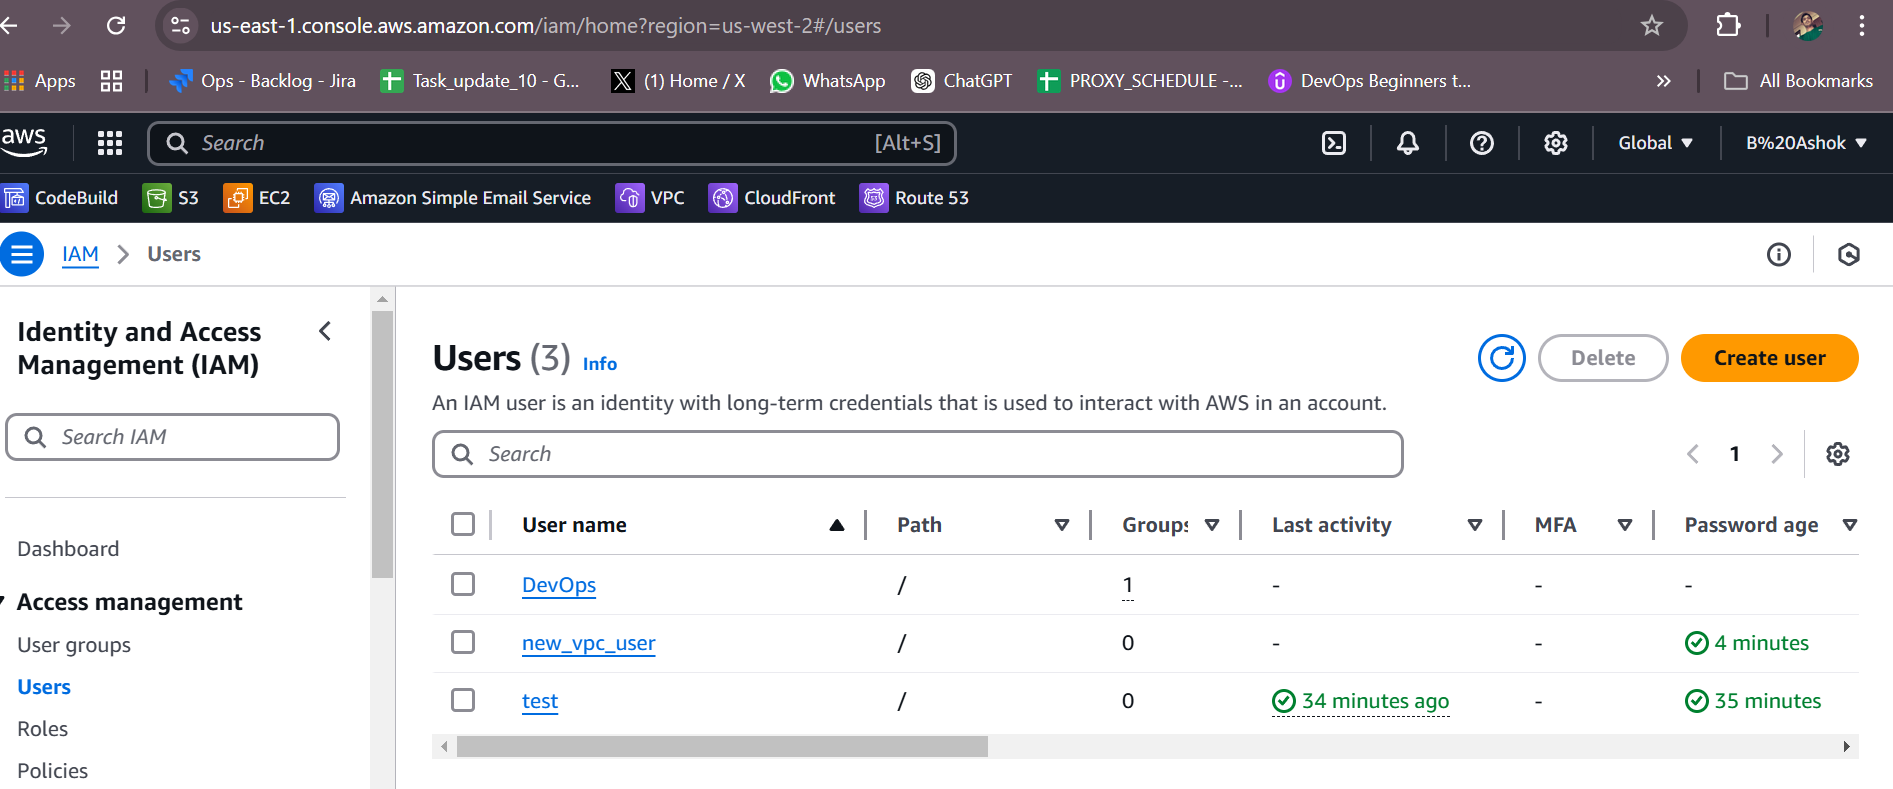 us-east-1.console.aws.amazon.com/iam/home?region=us-west-2#/users
Apps
Ops - Backlog - Jira
Task_update_10 - G...
(1) Home / X
WhatsApp
ChatGPT
PROXY_SCHEDULE -...
DevOps Beginners t...
All Bookmarks
aws
Search
[Alt+S]
Global
B%20Ashok
CodeBuild
S3
EC2
Amazon Simple Email Service
VPC
CloudFront
Route 53
IAM
Users
Identity and Access
Management (IAM)
Search IAM
Dashboard
Access management
User groups
Users
Roles
Policies
Users (3) Info
Delete
Create user
An IAM user is an identity with long-term credentials that is used to interact with AWS in an account.
Search
1
User name Path Groups Last activity MFA Password age
DevOps / 1 - - -
new_vpc_user / 0 - - 4 minutes
test / 0 34 minutes ago - 35 minutes